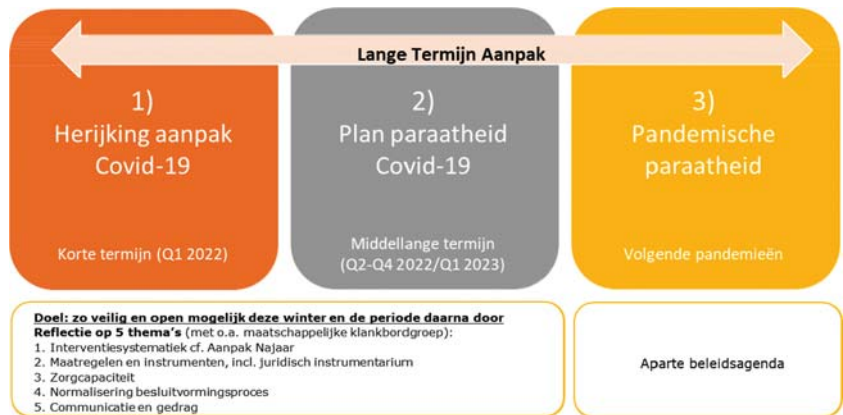 Lange Termijn Aanpak
1)
Herijking aanpak
Covid-19
Korte termijn (Q1 2022)
2)
Plan paraatheid
Covid-19
Middellange termijn
(Q2-Q4 2022/Q1 2023)
3)
Pandemische
paraatheid
Volgende pandemieën
Doel: zo veilig en open mogelijk deze winter en de periode daarna door
Reflectie op 5 thema's (met o.a. maatschappelijke klankbordgroep):
1. Interventiesystematiek cf. Aanpak Najaar
2. Maatregelen en instrumenten, incl. juridisch instrumentarium
3. Zorgcapaciteit
4. Normalisering besluitvormingsproces
5. Communicatie en gedrag
Aparte beleidsagenda